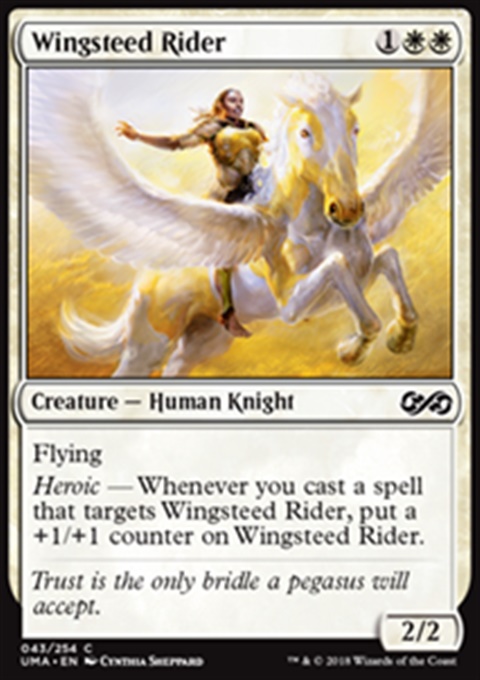 Wingsteed Rider 1
Creature — Human Knight
Flying
Heroic — Whenever you cast a spell
that targets Wingsteed Rider, put a
+1/+1 counter on Wingsteed Rider.
Trust is the only bridle a pegasus will
accept.
2/2
043/254 C
UMA • EN Cynthia Sheppard
™ & © 2018 Wizards of the Coast